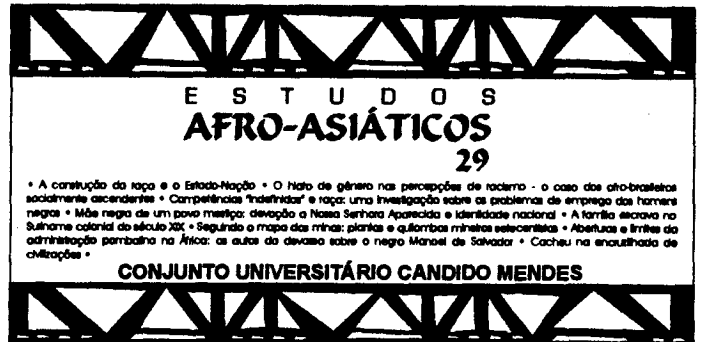 ESTUDOS
AFRO-ASIÁTICOS
29
• A construção da raça e o Estado-Nação • O hiato de gênero nas percepções de racismo - o caso dos afro-brasileiros
socialmente ascendentes • Competências "indefinidas" e raça: uma investigação sobre os problemas de emprego dos homens
negros • Mãe negra de um povo mestiço: devoção a Nossa Senhora Aparecida e identidade nacional • A família escrava no
Suriname colonial do século XIX • Seguindo o mapa das minas: plantas e quilombos mineiros setecentistas • Aberturas e limites da
administração pombalina na África: os autos da devassa sobre o negro Manoel de Salvador • Cacheu na encruzilhada de
civilizações •
CONJUNTO UNIVERSITÁRIO CANDIDO MENDES